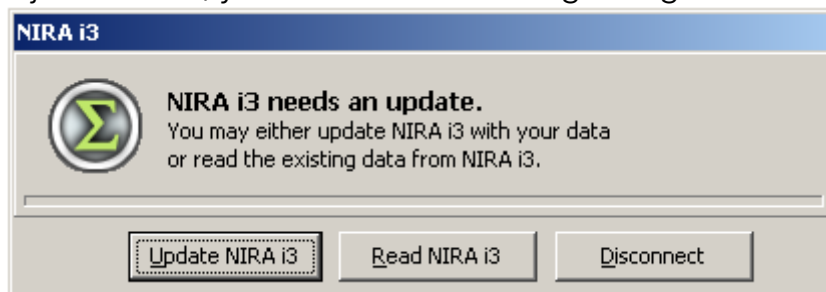 NIRA i3
NIRA i3 needs an update.
You may either update NIRA i3 with your data
or read the existing data from NIRA i3.
Update NIRA i3 Read NIRA i3 Disconnect